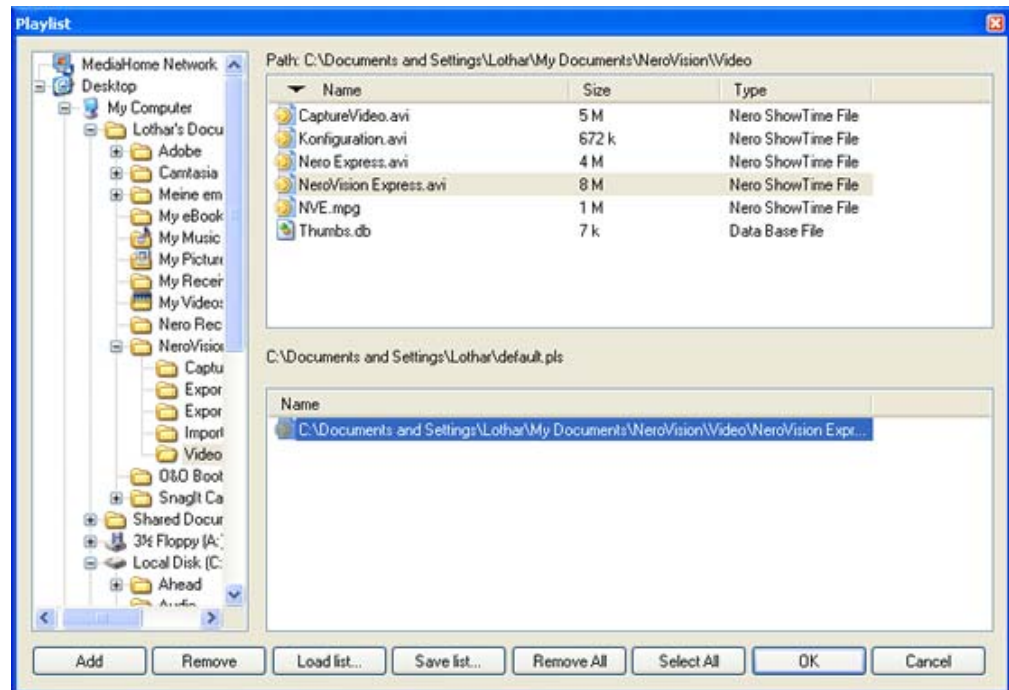 Playlist
MediaHome Network
Desktop
My Computer
Lothar's Docu
Adobe
Camtasia
Meine em
My eBook
My Music
My Picture
My Receiv
My Videos
Nero Rec
NeroVision
Captu
Expor
Expor
Import
Video
O&O Boot
SnagIt Ca
Shared Docur
3½ Floppy (A:
Local Disk (C:
Ahead
Audio
Path: C:\Documents and Settings\Lothar\My Documents\NeroVision\Video
Name Size Type
CaptureVideo.avi 5 M Nero ShowTime File
Konfiguration.avi 672 k Nero ShowTime File
Nero Express.avi 4 M Nero ShowTime File
NeroVision Express.avi 8 M Nero ShowTime File
NVE.mpg 1 M Nero ShowTime File
Thumbs.db 7 k Data Base File
C:\Documents and Settings\Lothar\default.pls
Name
C:\Documents and Settings\Lothar\My Documents\NeroVision\Video\NeroVision Expr...
Add Remove Load list... Save list... Remove All Select All OK Cancel